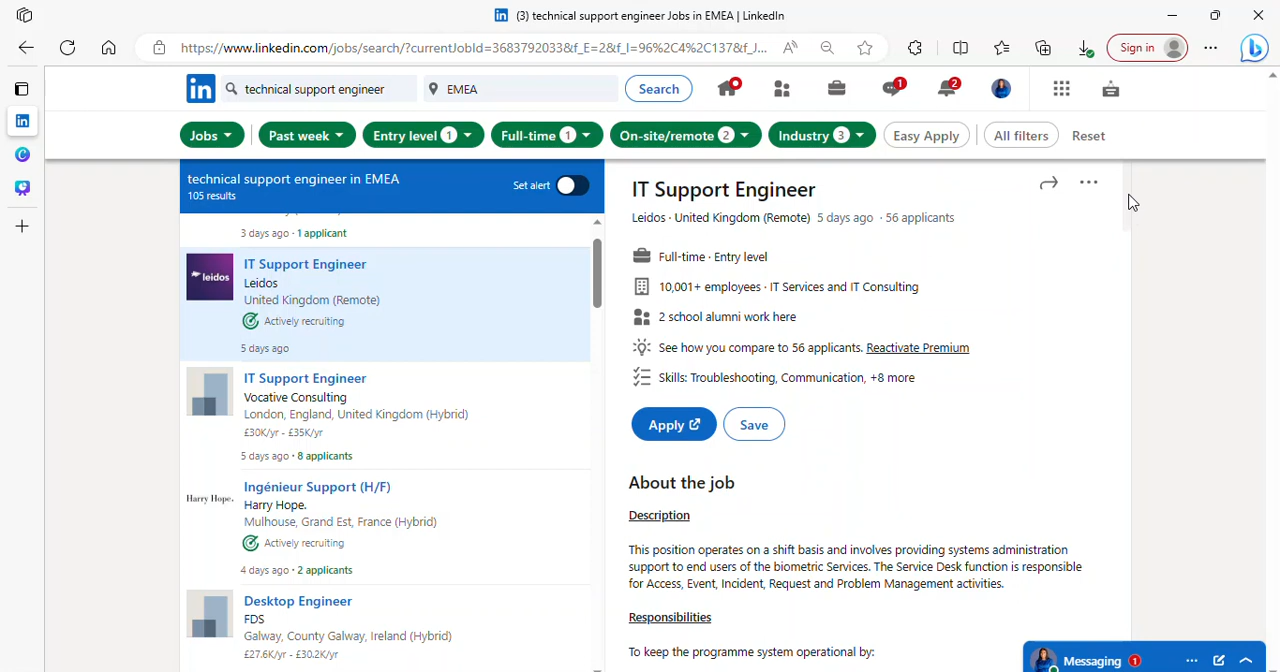 (3) technical support engineer Jobs in EMEA | LinkedIn
https://www.linkedin.com/jobs/search/?currentJobId=3683792033&f_E=2&f_I=96%2C4%2C137&f_J...
Sign in
technical support engineer
EMEA
Search
1
2
Jobs
Past week
Entry level 1
Full-time 1
On-site/remote 2
Industry 3
Easy Apply
All filters
Reset
technical support engineer in EMEA
105 results
Set alert
3 days ago · 1 applicant
leidos
IT Support Engineer
Leidos
United Kingdom (Remote)
Actively recruiting
5 days ago
IT Support Engineer
Vocative Consulting
London, England, United Kingdom (Hybrid)
£30K/yr - £35K/yr
5 days ago · 8 applicants
Harry Hope.
Ingénieur Support (H/F)
Harry Hope.
Mulhouse, Grand Est, France (Hybrid)
Actively recruiting
4 days ago · 2 applicants
Desktop Engineer
FDS
Galway, County Galway, Ireland (Hybrid)
£27.6K/yr - £30.2K/yr
IT Support Engineer
Leidos · United Kingdom (Remote) 5 days ago · 56 applicants
Full-time · Entry level
10,001+ employees · IT Services and IT Consulting
2 school alumni work here
See how you compare to 56 applicants. Reactivate Premium
Skills: Troubleshooting, Communication, +8 more
Apply
Save
About the job
Description
This position operates on a shift basis and involves providing systems administration
support to end users of the biometric Services. The Service Desk function is responsible
for Access, Event, Incident, Request and Problem Management activities.
Responsibilities
To keep the programme system operational by:
Messaging 1